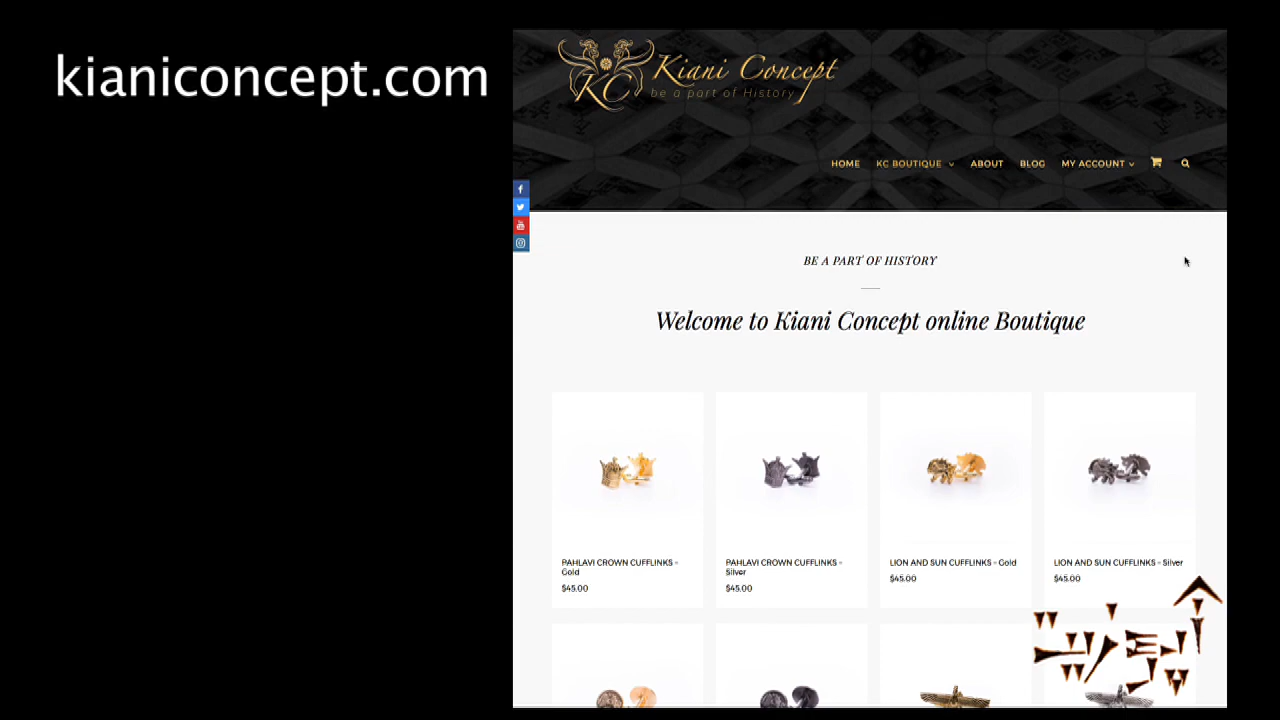 kianiconcept.com
KC
Kiani Concept
be a part of History
HOME KC BOUTIQUE ABOUT BLOG MY ACCOUNT
BE A PART OF HISTORY
Welcome to Kiani Concept online Boutique
PAHLAVI CROWN CUFFLINKS - Gold
$45.00
PAHLAVI CROWN CUFFLINKS - Silver
$45.00
LION AND SUN CUFFLINKS - Gold
$45.00
LION AND SUN CUFFLINKS - Silver
$45.00